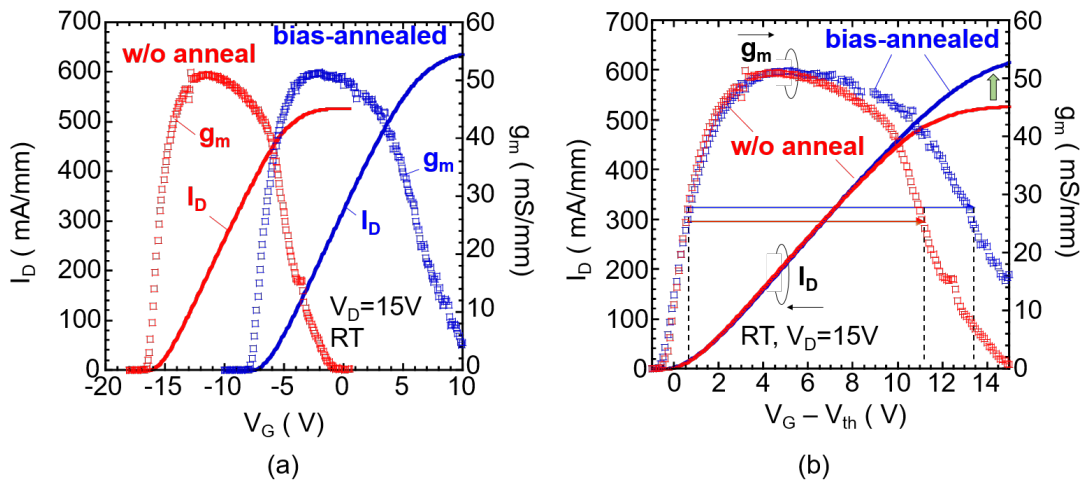 700
600
500
400
300
200
100
0
I_D ( mA/mm)
w/o anneal
bias-annealed
g_m
I_D
g_m
I_D
V_D=15V
RT
60
50
40
30
20
10
0
g_m ( mS/mm)
-20 -15 -10 -5 0 5 10
V_G ( V)
(a)
700
600
500
400
300
200
100
0
I_D ( mA/mm)
g_m
bias-annealed
w/o anneal
I_D
RT, V_D=15V
60
50
40
30
20
10
0
g_m ( mS/mm)
0 2 4 6 8 10 12 14
V_G – V_th ( V)
(b)